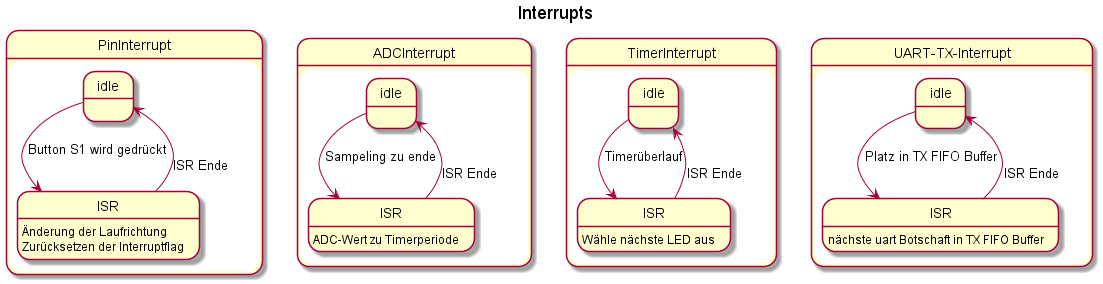 Interrupts
PinInterrupt
idle
Button S1 wird gedrückt
ISR Ende
ISR
Änderung der Laufrichtung
Zurücksetzen der Interruptflag
ADCInterrupt
idle
Sampeling zu ende
ISR Ende
ISR
ADC-Wert zu Timerperiode
TimerInterrupt
idle
Timerüberlauf
ISR Ende
ISR
Wähle nächste LED aus
UART-TX-Interrupt
idle
Platz in TX FIFO Buffer
ISR Ende
ISR
nächste uart Botschaft in TX FIFO Buffer